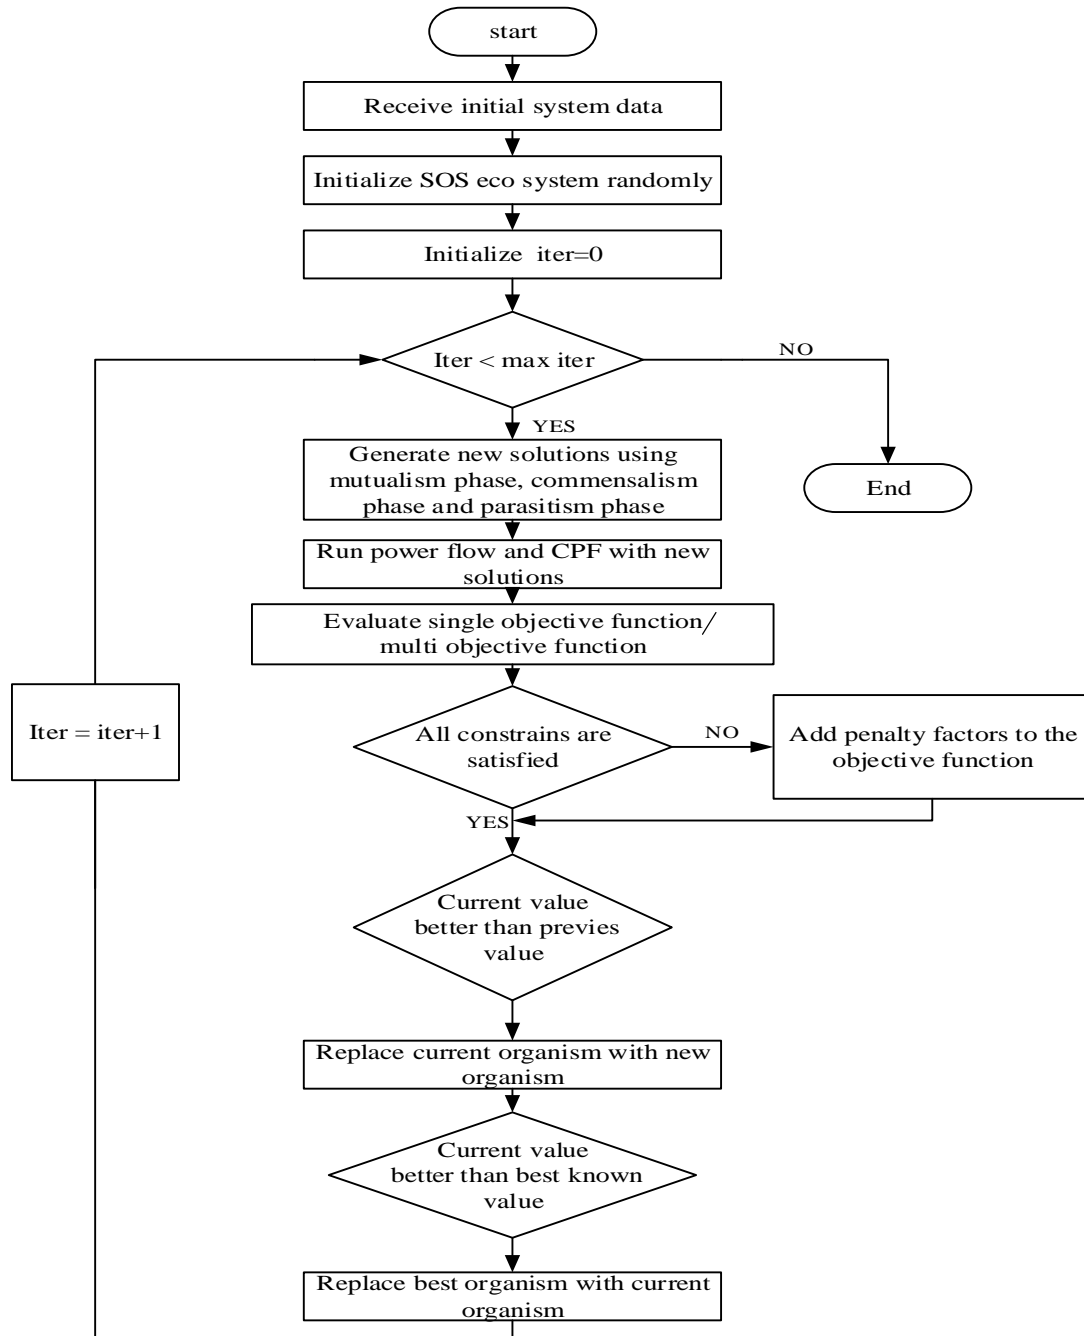 start
Receive initial system data
Initialize SOS eco system randomly
Initialize iter=0
Iter < max iter
NO
YES
Generate new solutions using
mutualism phase, commensalism
phase and parasitism phase
End
Run power flow and CPF with new
solutions
Evaluate single objective function/
multi objective function
Iter = iter+1
All constrains are
satisfied
NO
Add penalty factors to the
objective function
YES
Current value
better than previes
value
Replace current organism with new
organism
Current value
better than best known
value
Replace best organism with current
organism